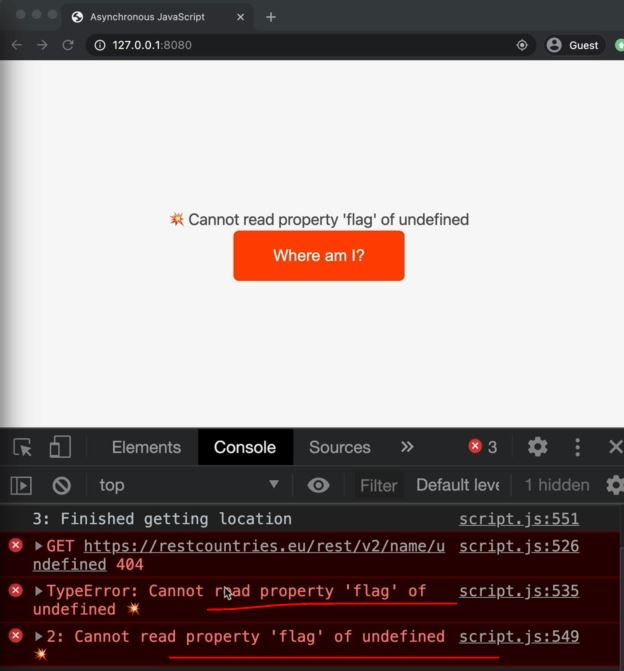 Asynchronous JavaScript
127.0.0.1:8080
Guest
💥 Cannot read property 'flag' of undefined
Where am I?
Elements Console Sources » 3
top Filter Default leve 1 hidden
3: Finished getting location script.js:551
GET https://restcountries.eu/rest/v2/name/u script.js:526
ndefined 404
TypeError: Cannot read property 'flag' of script.js:535
undefined 💥
2: Cannot read property 'flag' of undefined script.js:549
💥